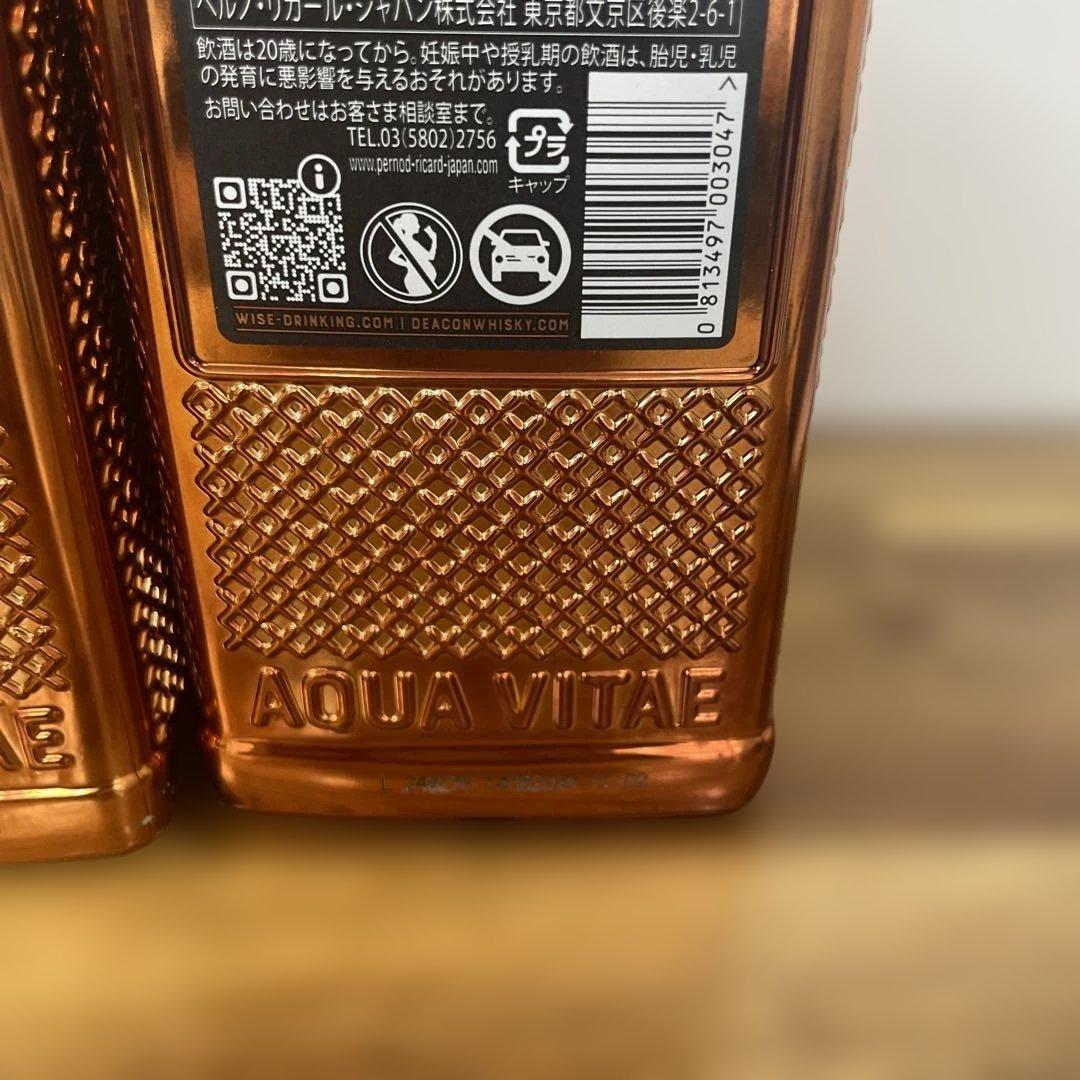 ペルノ・リカール・ジャパン株式会社 東京都文京区後楽2-6-1
飲酒は20歳になってから。妊娠中や授乳期の飲酒は、胎児・乳児
の発育に悪影響を与えるおそれがあります。
お問い合わせはお客さま相談室まで。
TEL.03(5802)2756
www.pernod-ricard-japan.com
プラ
キャップ
i
WISE-DRINKING.COM | DEACONWHISKY.COM
0 813497 003047 >
AQUA VITAE
AE
L